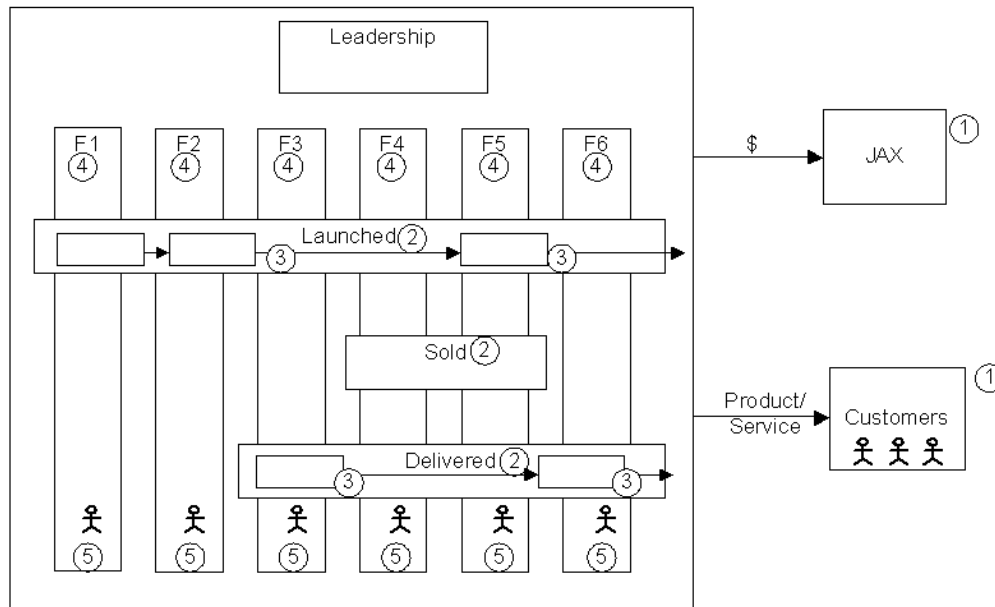 Leadership
F1 F2 F3 F4 F5 F6
4 4 4 4 4 4
Launched 2
3 3
Sold 2
Delivered 2
3 3
5 5 5 5 5 5
$
JAX
1
Product/
Service
Customers
1